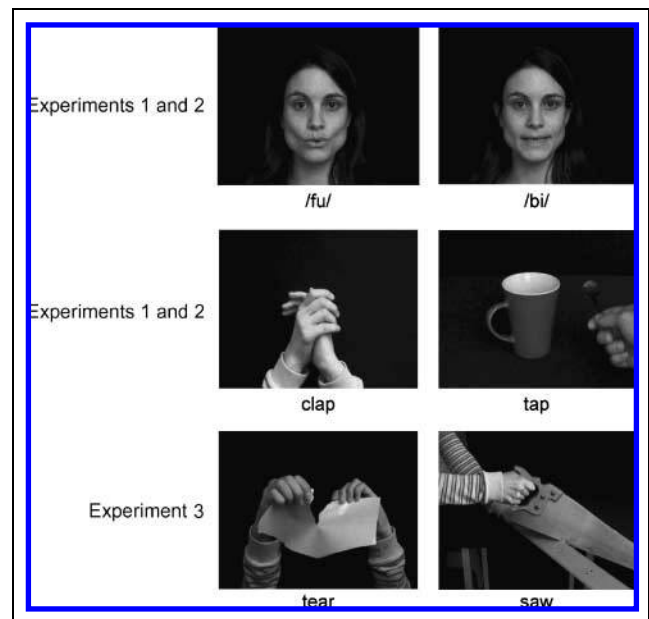 Experiments 1 and 2
/fu/ /bi/
Experiments 1 and 2
clap tap
Experiment 3
tear saw